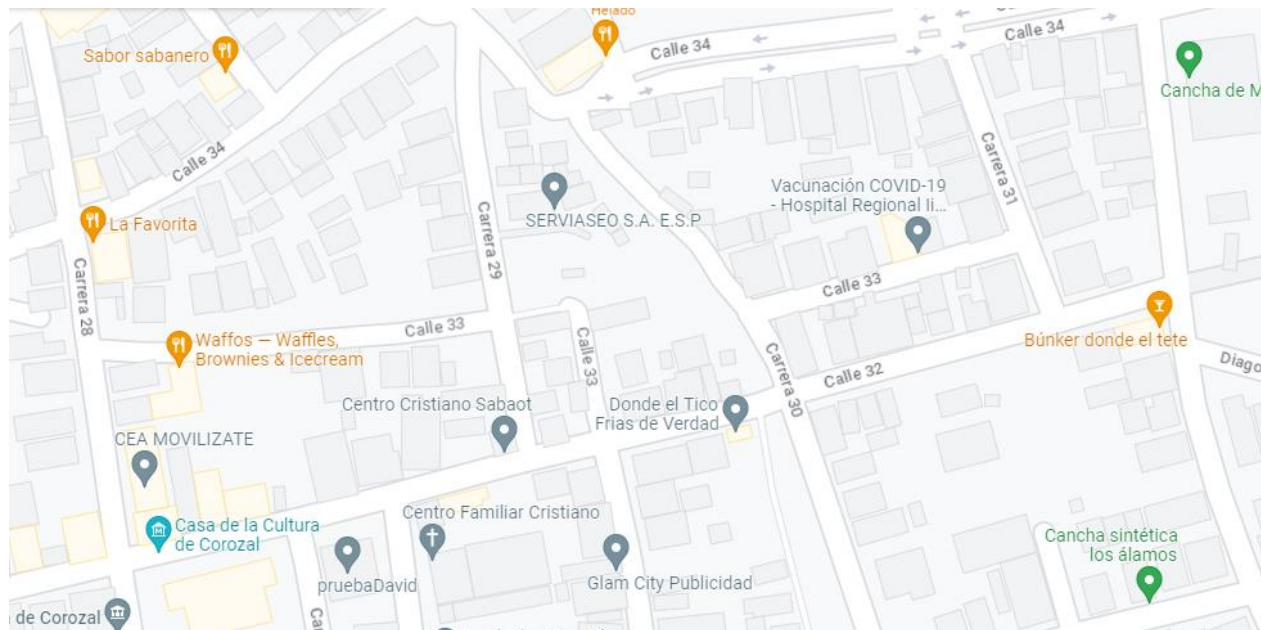 Helado
Sabor sabanero
Calle 34
Calle 34
Cancha de M
Carrera 31
Calle 34
Vacunación COVID-19
- Hospital Regional Ii...
SERVIASEO S.A. E.S.P
La Favorita
Carrera 29
Carrera 28
Calle 33
Calle 33
Waffos — Waffles,
Brownies & Icecream
Calle 33
Búnker donde el tete
Diago
Carrera 30
Calle 32
Centro Cristiano Sabaot
Donde el Tico
Frias de Verdad
CEA MOVILIZATE
Casa de la Cultura
de Corozal
Centro Familiar Cristiano
Cancha sintética
los álamos
pruebaDavid
Glam City Publicidad
de Corozal
Ca